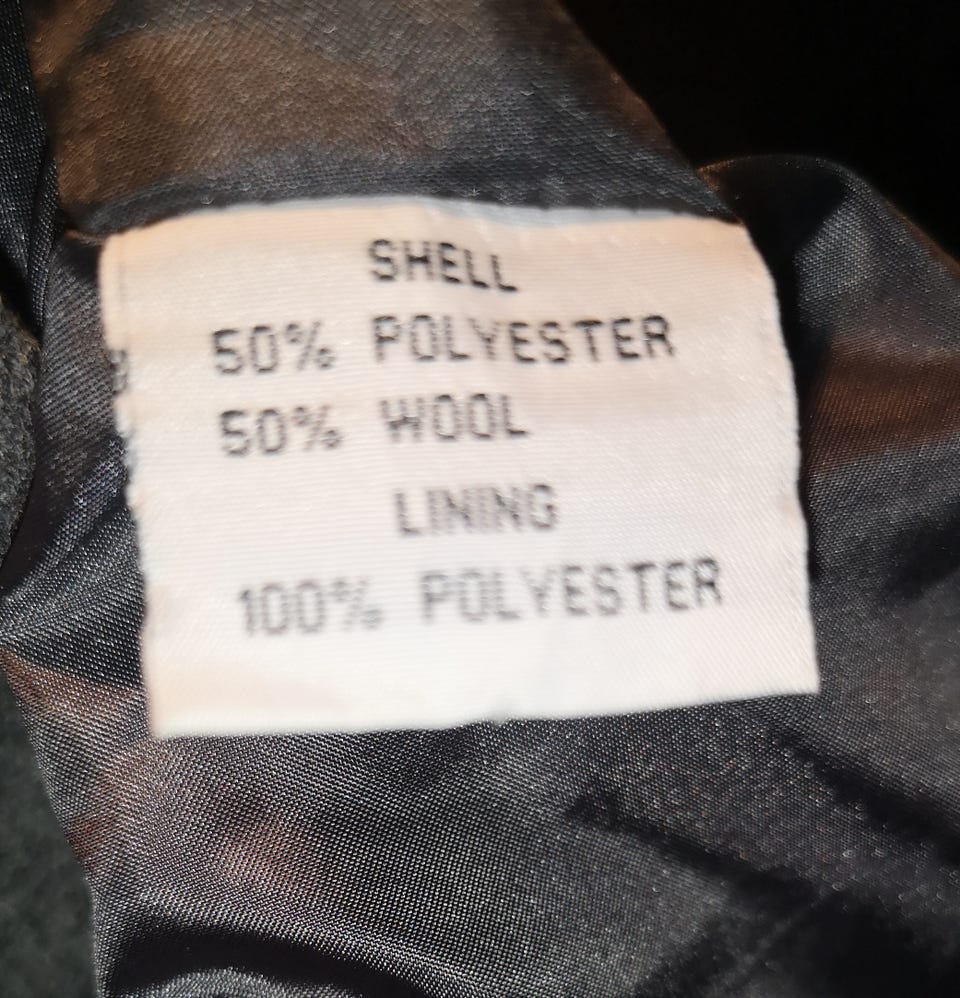 SHELL
50% POLYESTER
50% WOOL
LINING
100% POLYESTER